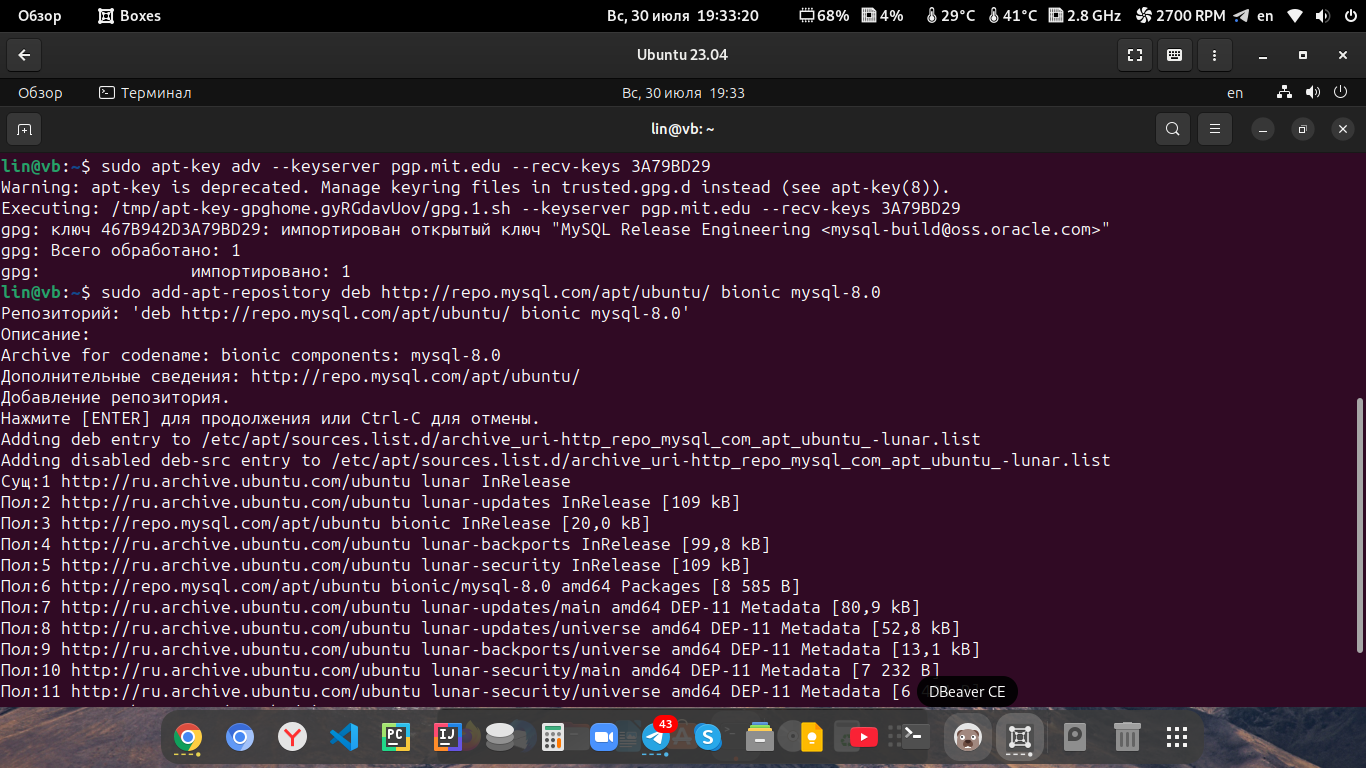 Обзор Boxes Вс, 30 июля 19:33:20 68% 4% 29°C 41°C 2.8 GHz 2700 RPM en
Ubuntu 23.04
Обзор Терминал Вс, 30 июля 19:33 en
lin@vb: ~
lin@vb:~$ sudo apt-key adv --keyserver pgp.mit.edu --recv-keys 3A79BD29
Warning: apt-key is deprecated. Manage keyring files in trusted.gpg.d instead (see apt-key(8)).
Executing: /tmp/apt-key-gpghome.gyRGdavUov/gpg.1.sh --keyserver pgp.mit.edu --recv-keys 3A79BD29
gpg: ключ 467B942D3A79BD29: импортирован открытый ключ "MySQL Release Engineering <mysql-build@oss.oracle.com>"
gpg: Всего обработано: 1
gpg:               импортировано: 1
lin@vb:~$ sudo add-apt-repository deb http://repo.mysql.com/apt/ubuntu/ bionic mysql-8.0
Репозиторий: 'deb http://repo.mysql.com/apt/ubuntu/ bionic mysql-8.0'
Описание:
Archive for codename: bionic components: mysql-8.0
Дополнительные сведения: http://repo.mysql.com/apt/ubuntu/
Добавление репозитория.
Нажмите [ENTER] для продолжения или Ctrl-C для отмены.
Adding deb entry to /etc/apt/sources.list.d/archive_uri-http_repo_mysql_com_apt_ubuntu_-lunar.list
Adding disabled deb-src entry to /etc/apt/sources.list.d/archive_uri-http_repo_mysql_com_apt_ubuntu_-lunar.list
Сущ:1 http://ru.archive.ubuntu.com/ubuntu lunar InRelease
Пол:2 http://ru.archive.ubuntu.com/ubuntu lunar-updates InRelease [109 kB]
Пол:3 http://repo.mysql.com/apt/ubuntu bionic InRelease [20,0 kB]
Пол:4 http://ru.archive.ubuntu.com/ubuntu lunar-backports InRelease [99,8 kB]
Пол:5 http://ru.archive.ubuntu.com/ubuntu lunar-security InRelease [109 kB]
Пол:6 http://repo.mysql.com/apt/ubuntu bionic/mysql-8.0 amd64 Packages [8 585 B]
Пол:7 http://ru.archive.ubuntu.com/ubuntu lunar-updates/main amd64 DEP-11 Metadata [80,9 kB]
Пол:8 http://ru.archive.ubuntu.com/ubuntu lunar-updates/universe amd64 DEP-11 Metadata [52,8 kB]
Пол:9 http://ru.archive.ubuntu.com/ubuntu lunar-backports/universe amd64 DEP-11 Metadata [13,1 kB]
Пол:10 http://ru.archive.ubuntu.com/ubuntu lunar-security/main amd64 DEP-11 Metadata [7 232 B]
Пол:11 http://ru.archive.ubuntu.com/ubuntu lunar-security/universe amd64 DEP-11 Metadata [6
DBeaver CE
PC IJ 43